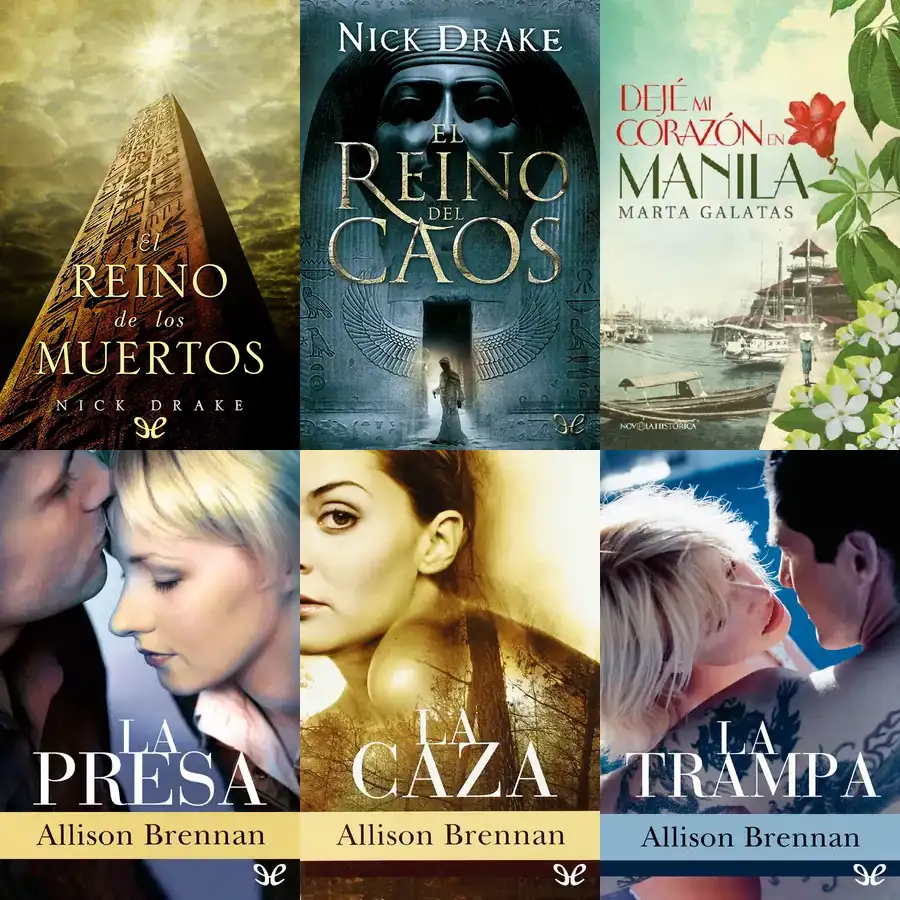 El
REINO
de los
MUERTOS
NICK DRAKE
NICK DRAKE
EL
REINO
DEL
CAOS
DEJÉ MI
CORAZÓN EN
MANILA
MARTA GALATAS
NOVELA HISTÓRICA
LA
PRESA
Allison Brennan
LA
CAZA
Allison Brennan
LA
TRAMPA
Allison Brennan